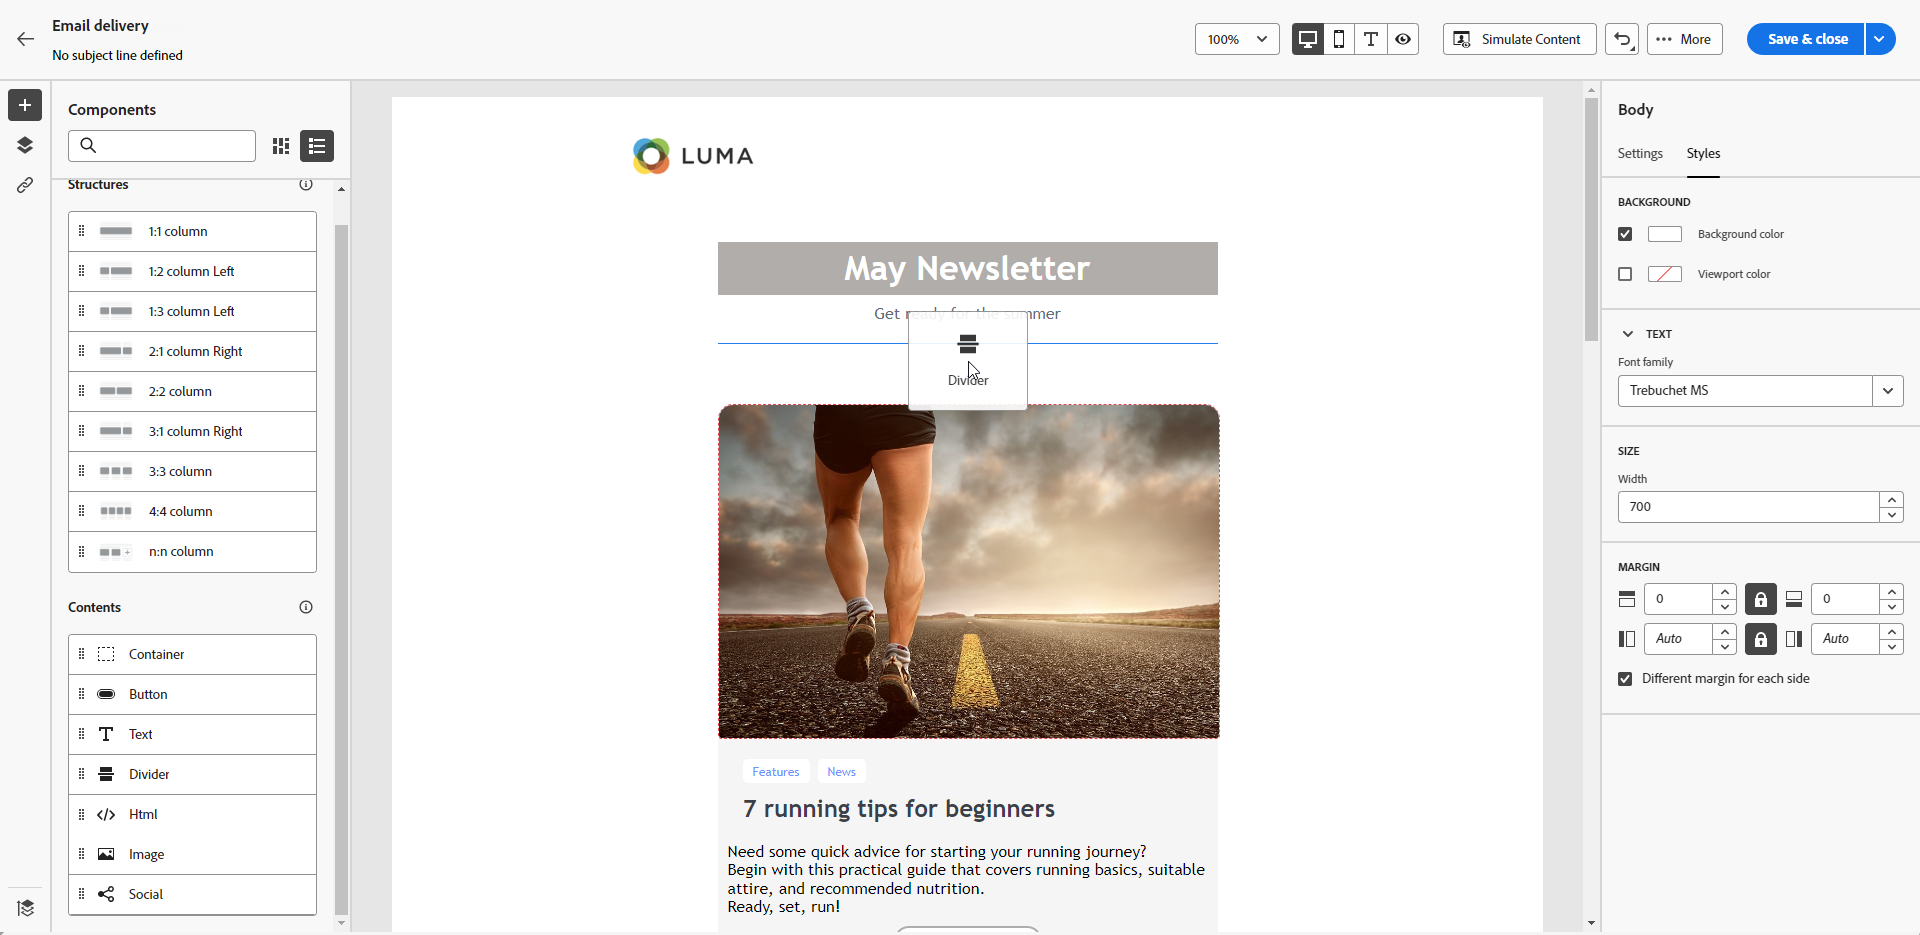 Email delivery
No subject line defined
100%
Simulate Content
More
Save & close
Components
Structures
1:1 column
1:2 column Left
1:3 column Left
2:1 column Right
2:2 column
3:1 column Right
3:3 column
4:4 column
n:n column
Contents
Container
Button
Text
Divider
Html
Image
Social
LUMA
May Newsletter
Get ready for the summer
Divider
Features
News
7 running tips for beginners
Need some quick advice for starting your running journey?
Begin with this practical guide that covers running basics, suitable
attire, and recommended nutrition.
Ready, set, run!
Body
Settings
Styles
BACKGROUND
Background color
Viewport color
TEXT
Font family
Trebuchet MS
SIZE
Width
700
MARGIN
0
0
Auto
Auto
Different margin for each side